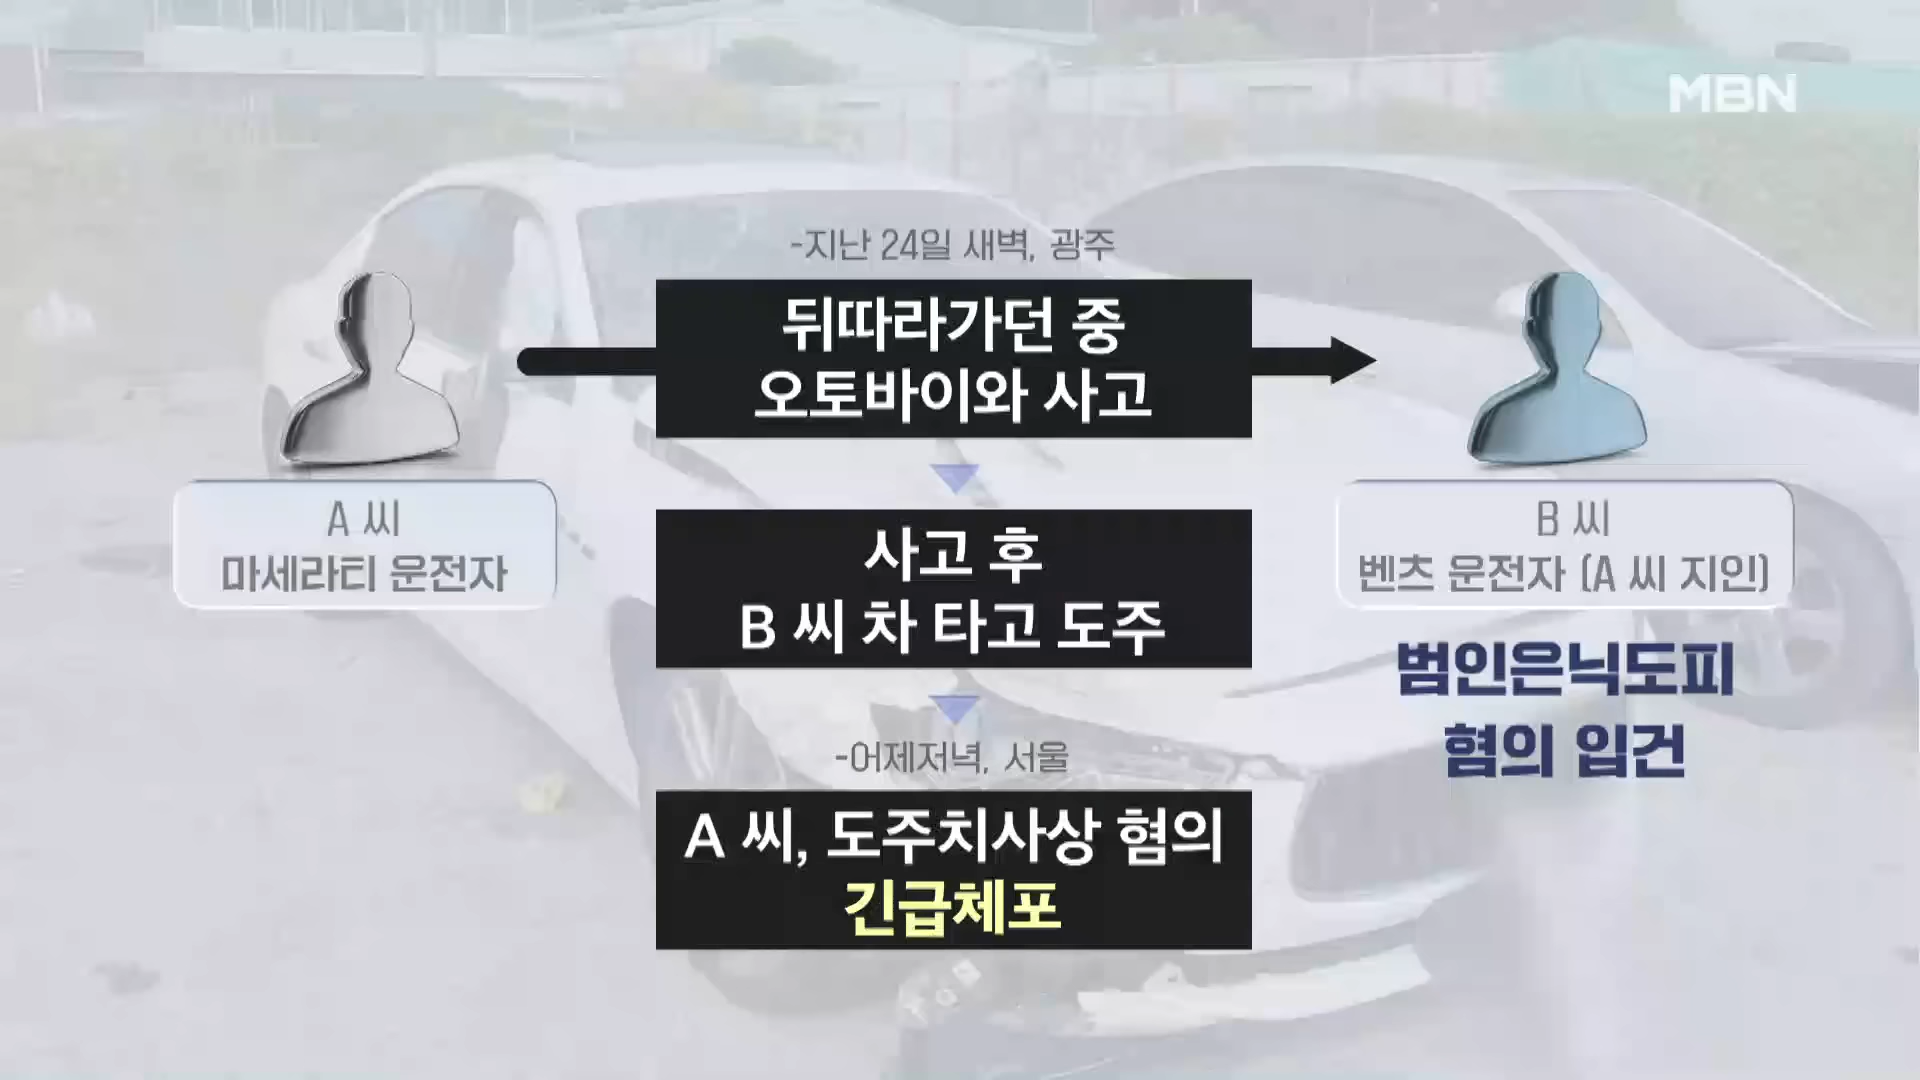 MBN
-지난 24일 새벽, 광주
뒤따라가던 중
오토바이와 사고
A 씨
마세라티 운전자
B 씨
벤츠 운전자 (A 씨 지인)
사고 후
B 씨 차 타고 도주
범인은닉도피
혐의 입건
-어제저녁, 서울
A 씨, 도주치사상 혐의
긴급체포